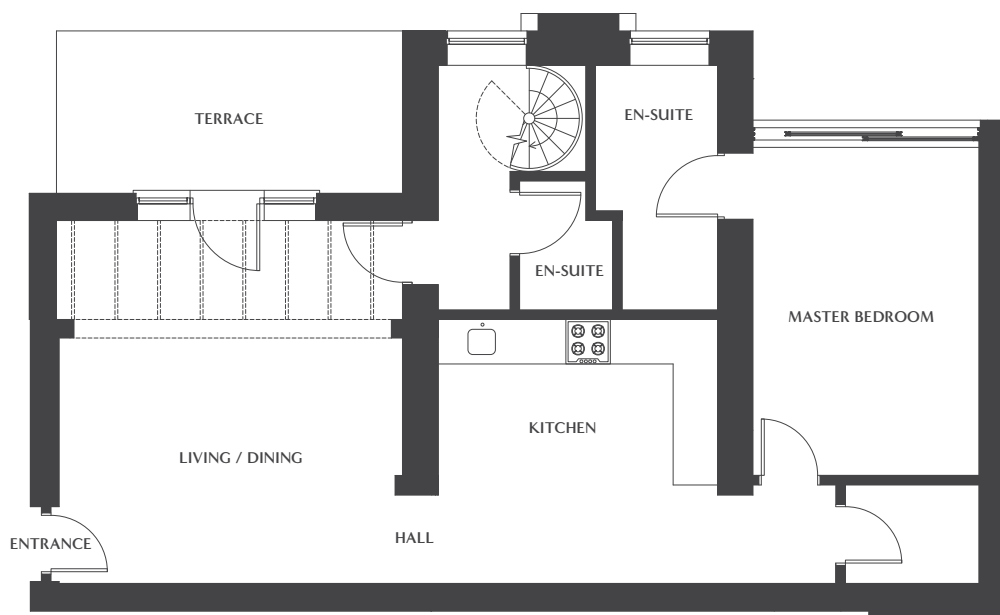 TERRACE
EN-SUITE
EN-SUITE
MASTER BEDROOM
KITCHEN
LIVING / DINING
ENTRANCE
HALL